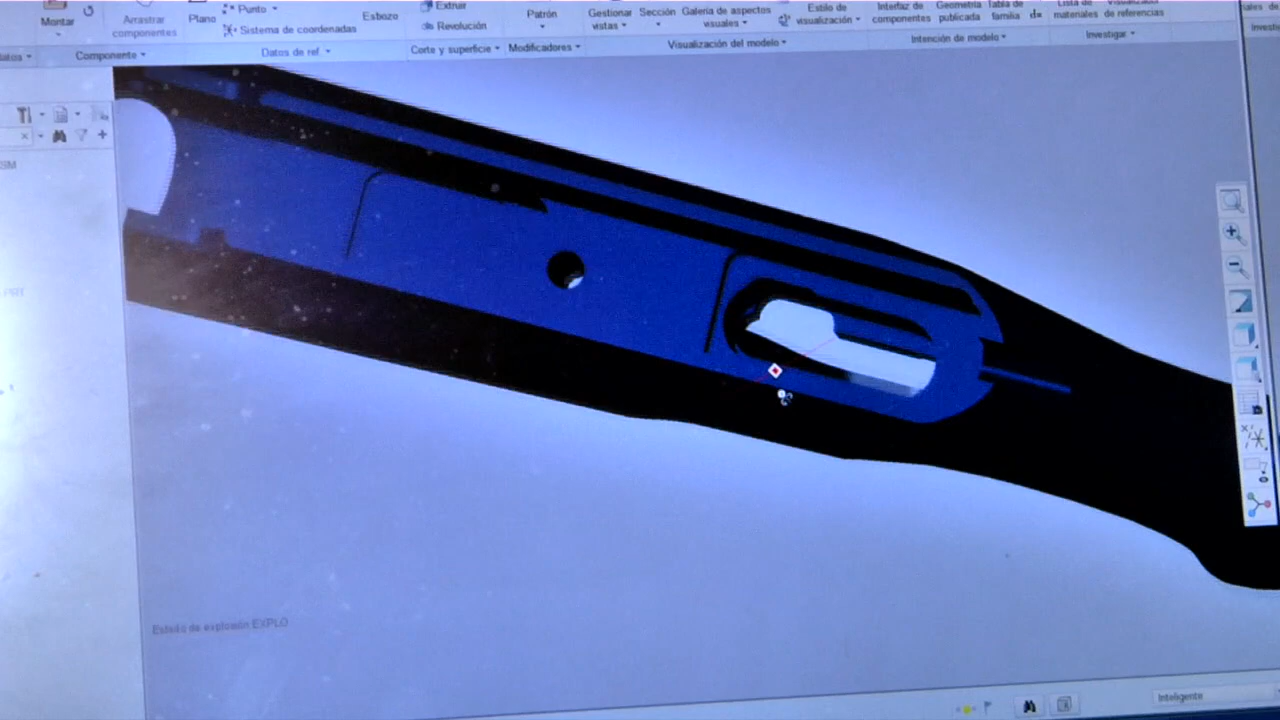 Montar
Arrastrar
componentes
Plano
Punto
Sistema de coordenadas
Esbozo
Extruir
Revolución
Patrón
Gestionar
vistas
Sección
Galería de aspectos
visuales
Estilo de
visualización
Interfaz de
componentes
Geometría
publicada
Tabla de
familia
d=
Lista de
materiales
Visualizador
de referencias
Componente
Datos de ref.
Corte y superficie
Modificadores
Visualización del modelo
Intención de modelo
Investigar
Estado de explosión EXPLO
Inteligente